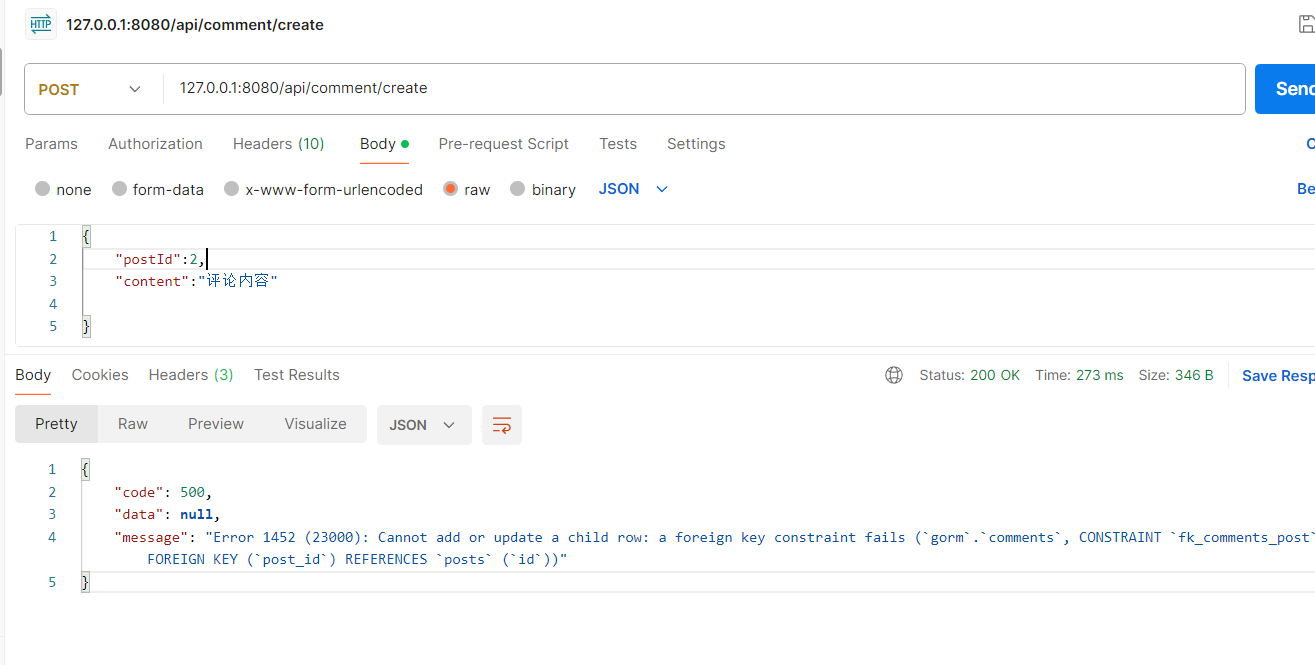 HTTP 127.0.0.1:8080/api/comment/create
POST 127.0.0.1:8080/api/comment/create Send
Params Authorization Headers (10) Body Pre-request Script Tests Settings
none form-data x-www-form-urlencoded raw binary JSON Be
1 {
2 "postId":2,
3 "content":"评论内容"
4
5 }
Body Cookies Headers (3) Test Results Status: 200 OK Time: 273 ms Size: 346 B Save Resp
Pretty Raw Preview Visualize JSON
1 {
2 "code": 500,
3 "data": null,
4 "message": "Error 1452 (23000): Cannot add or update a child row: a foreign key constraint fails (`gorm`.`comments`, CONSTRAINT `fk_comments_post`
FOREIGN KEY (`post_id`) REFERENCES `posts` (`id`))"
5 }